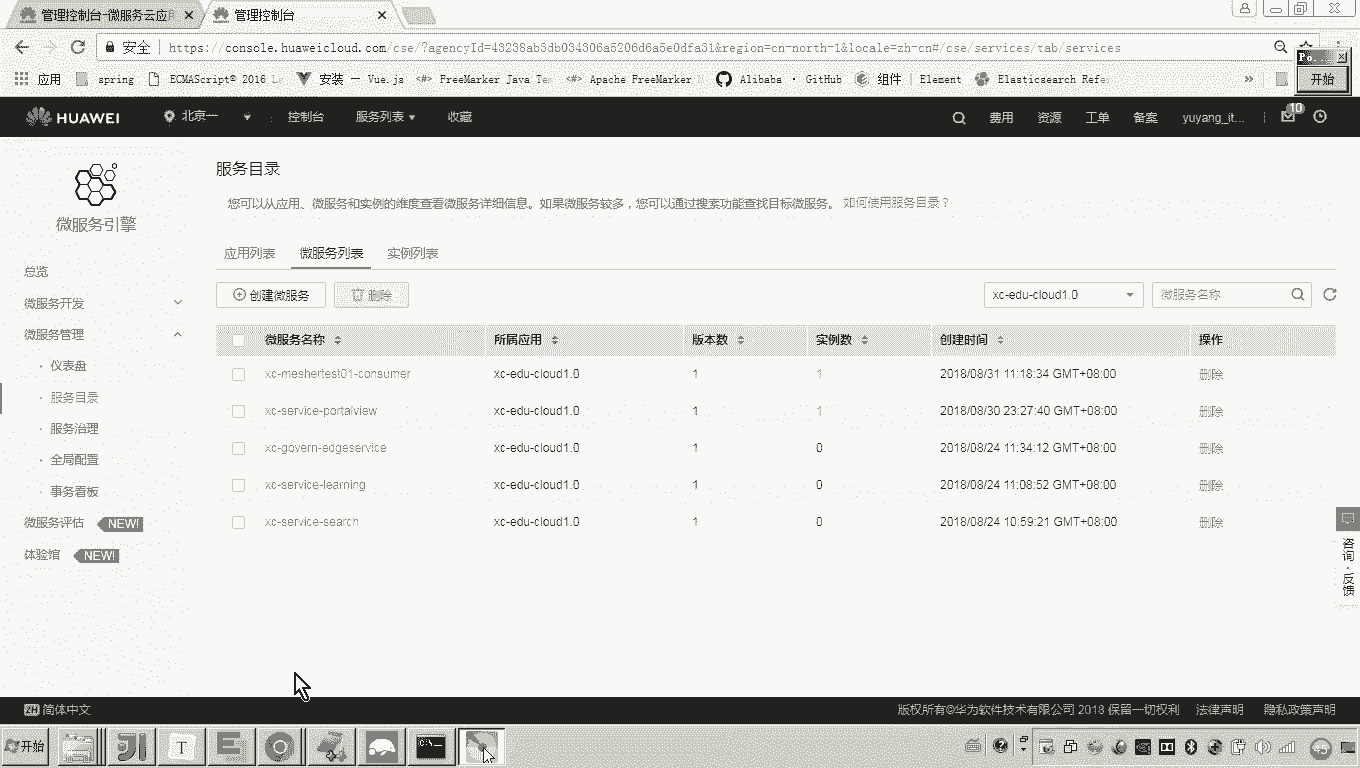 管理控制台-微服务云应用
管理控制台
安全 https://console.huaweicloud.com/cse/?agencyId=43238ab3db034306a5206d6a5e0dfa31&region=cn-north-1&locale=zh-cn#/cse/services/tab/services
应用 spring ECMAScript® 2016 La 安装 — Vue.js FreeMarker Java Te Apache FreeMarker Alibaba · GitHub 组件 | Element Elasticsearch Refe »
Po...
开始
HUAWEI 北京一 控制台 服务列表 收藏 费用 资源 工单 备案 yuyang_it... 10
微服务引擎
总览
微服务开发
微服务管理
· 仪表盘
· 服务目录
· 服务治理
· 全局配置
· 事务看板
微服务评估 NEW!
体验馆 NEW!
服务目录
您可以从应用、微服务和实例的维度查看微服务详细信息。如果微服务较多，您可以通过搜索功能查找目标微服务。 如何使用服务目录？
应用列表 微服务列表 实例列表
创建微服务 删除 xc-edu-cloud1.0 微服务名称
微服务名称 所属应用 版本数 实例数 创建时间 操作
xc-meshertest01-consumer xc-edu-cloud1.0 1 1 2018/08/31 11:18:34 GMT+08:00 删除
xc-service-portalview xc-edu-cloud1.0 1 1 2018/08/30 23:27:40 GMT+08:00 删除
xc-govern-edgeservice xc-edu-cloud1.0 1 0 2018/08/24 11:34:12 GMT+08:00 删除
xc-service-learning xc-edu-cloud1.0 1 0 2018/08/24 11:08:52 GMT+08:00 删除
xc-service-search xc-edu-cloud1.0 1 0 2018/08/24 10:59:21 GMT+08:00 删除
咨询·反馈
ZH 简体中文 版权所有©华为软件技术有限公司 2018 保留一切权利 法律声明 隐私政策声明
开始 T C:\ 45